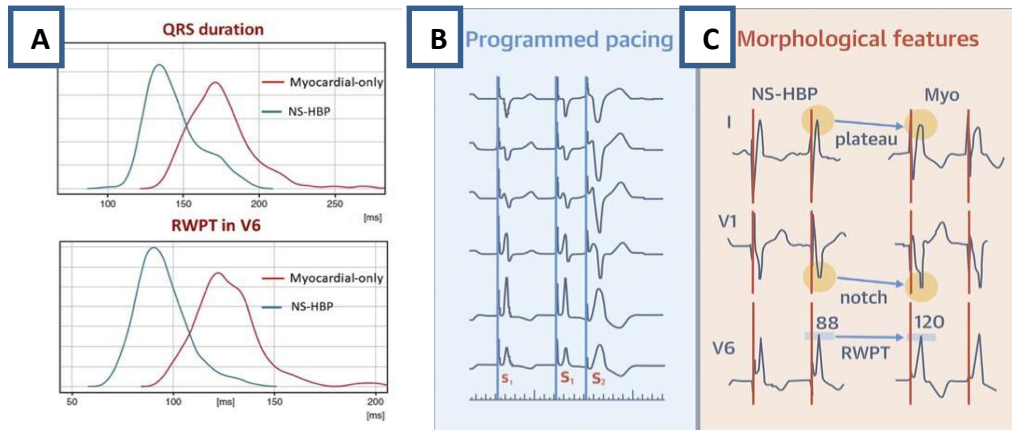 A
QRS duration
Myocardial-only
NS-HBP
100
150
200
250
[ms]
RWPT in V6
Myocardial-only
NS-HBP
50
100
[ms]
150
200
[ms]
B
Programmed pacing
S₁
S₁
S₂
C
Morphological features
NS-HBP
Myo
I
plateau
V1
notch
88
120
V6
RWPT